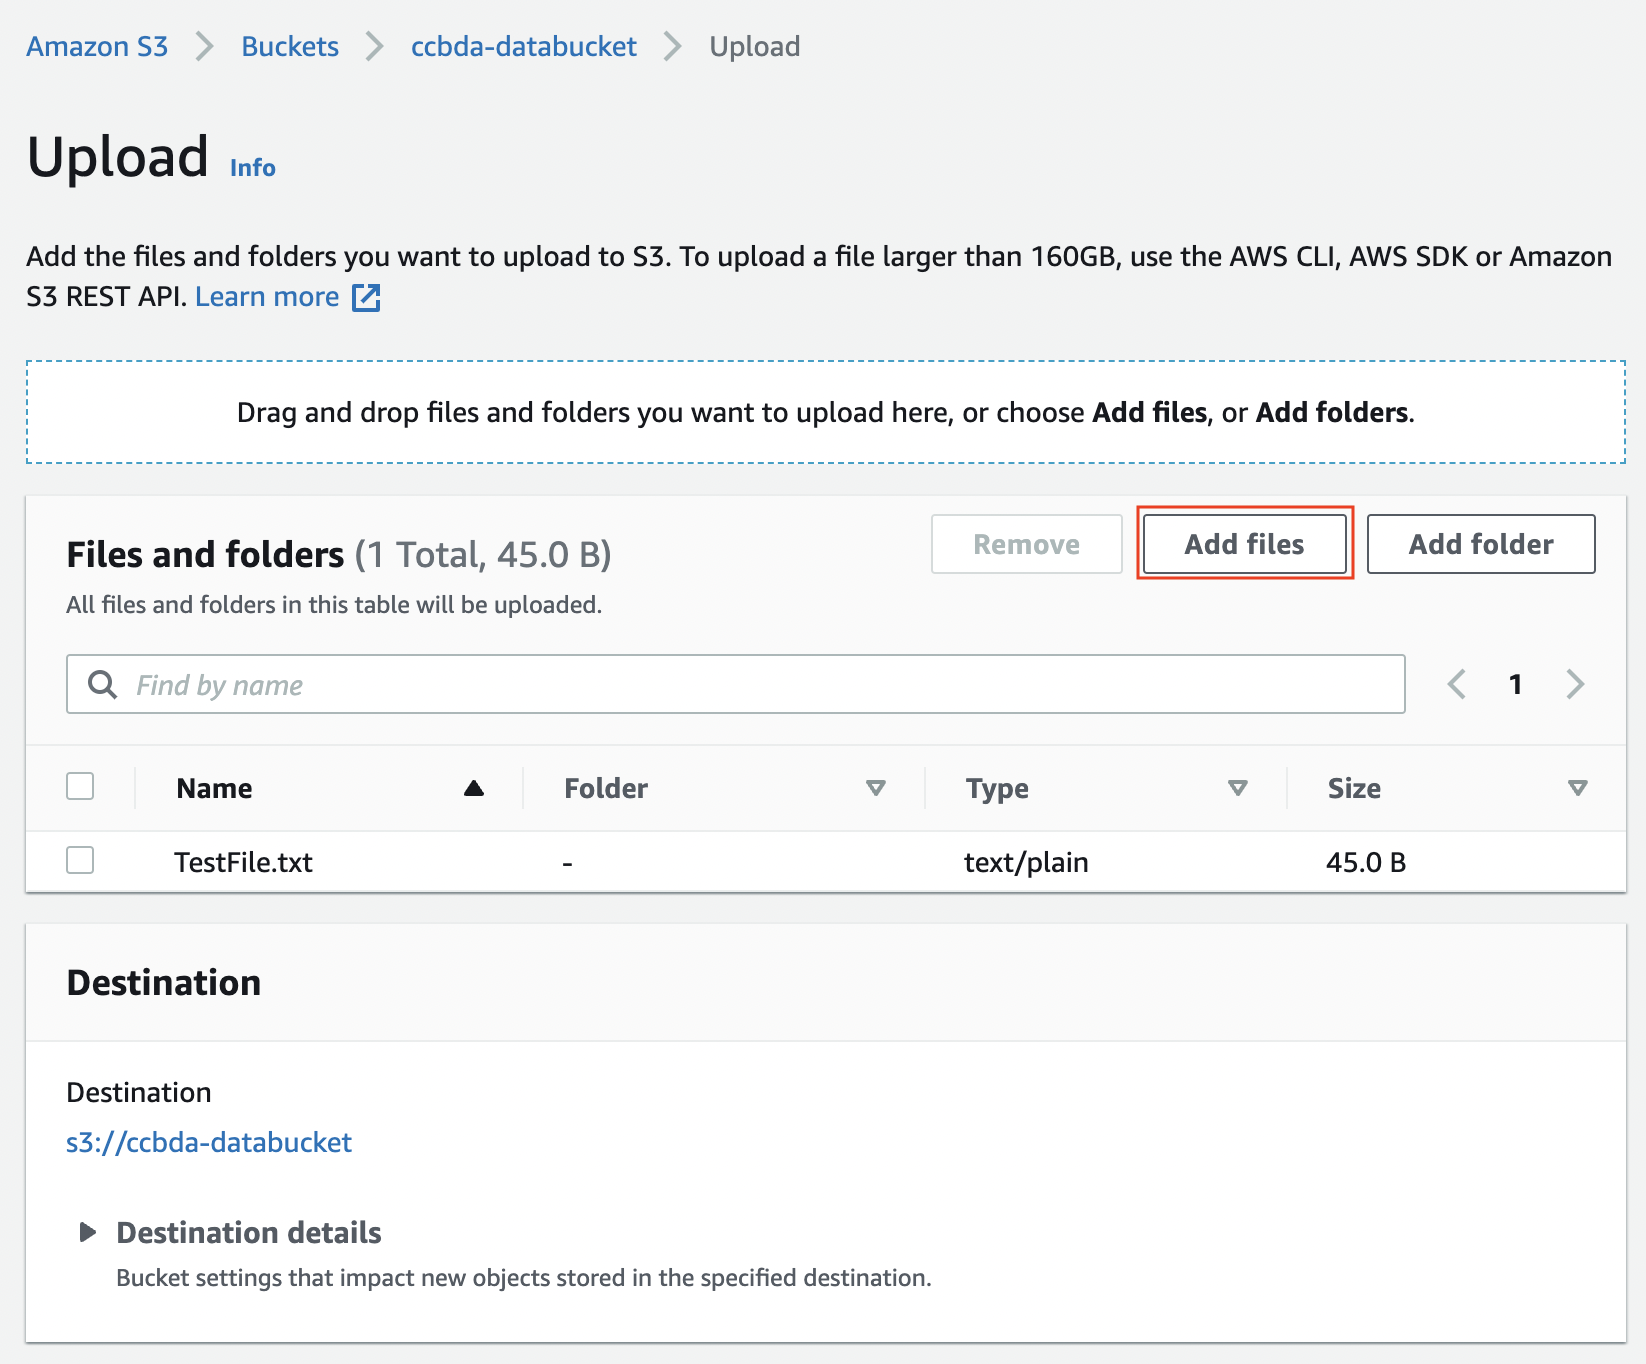 Amazon S3 > Buckets > ccbda-databucket > Upload
Upload Info
Add the files and folders you want to upload to S3. To upload a file larger than 160GB, use the AWS CLI, AWS SDK or Amazon
S3 REST API. Learn more
Drag and drop files and folders you want to upload here, or choose Add files, or Add folders.
Files and folders (1 Total, 45.0 B)
Remove
Add files
Add folder
All files and folders in this table will be uploaded.
Find by name
1
Name Folder Type Size
TestFile.txt - text/plain 45.0 B
Destination
Destination
s3://ccbda-databucket
Destination details
Bucket settings that impact new objects stored in the specified destination.